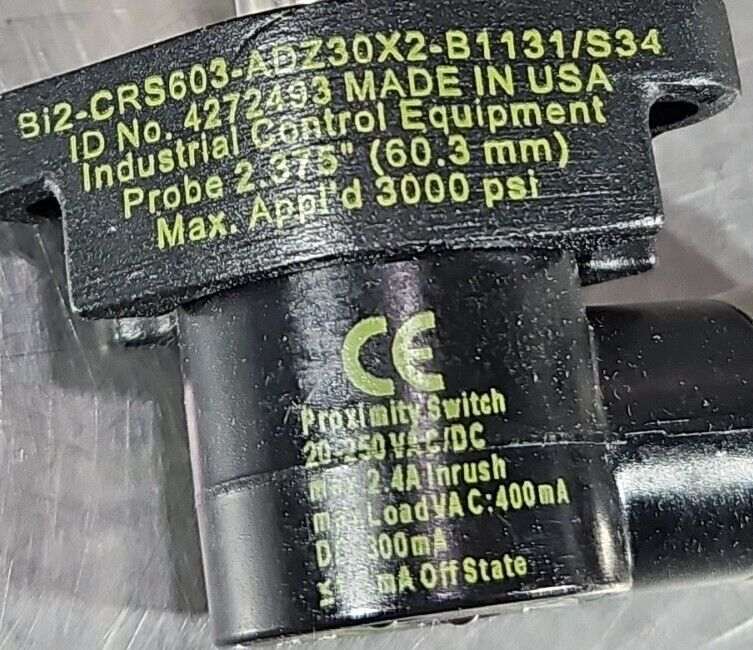 Bi2-CRS603-ADZ30X2-B1131/S34
ID No. 4272493 MADE IN USA
Industrial Control Equipment
Probe 2.375" (60.3 mm)
Max. Appl'd 3000 psi
CE
Proximity Switch
20-250 VAC/DC
max 2.4A Inrush
max Load VAC:400mA
300mA
mA Off State